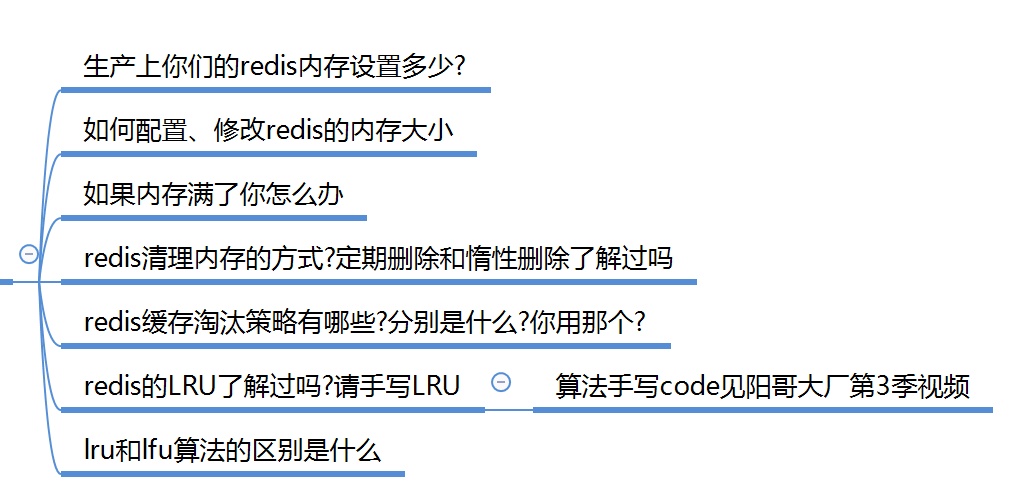 生产上你们的redis内存设置多少?
如何配置、修改redis的内存大小
如果内存满了你怎么办
redis清理内存的方式?定期删除和惰性删除了解过吗
redis缓存淘汰策略有哪些?分别是什么?你用那个?
redis的LRU了解过吗?请手写LRU
算法手写code见阳哥大厂第3季视频
lru和lfu算法的区别是什么